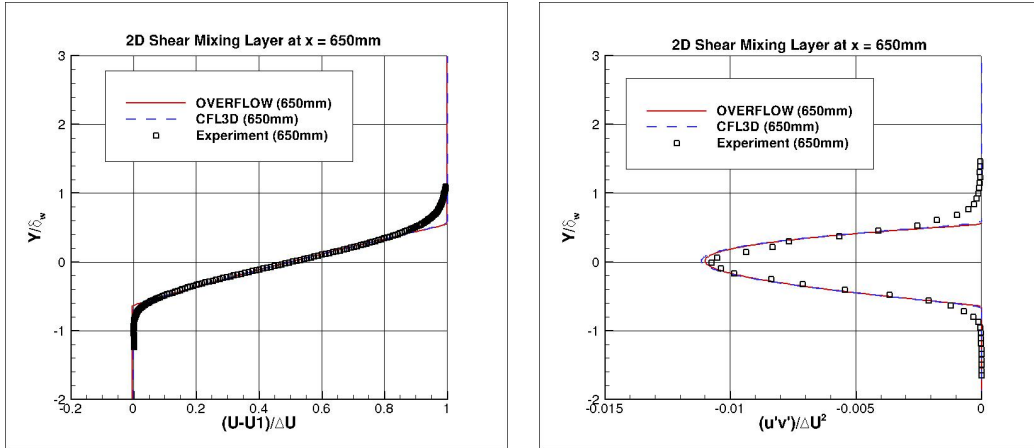 2D Shear Mixing Layer at x = 650mm
3
OVERFLOW (650mm)
CFL3D (650mm)
Experiment (650mm)
2
1
Y/δw
0
-1
-2
-0.2 0 0.2 0.4 0.6 0.8 1
(U-U1)/ΔU
2D Shear Mixing Layer at x = 650mm
3
OVERFLOW (650mm)
CFL3D (650mm)
Experiment (650mm)
2
1
Y/δw
0
-1
-2
-0.015 -0.01 -0.005 0
(u'v')/ΔU²